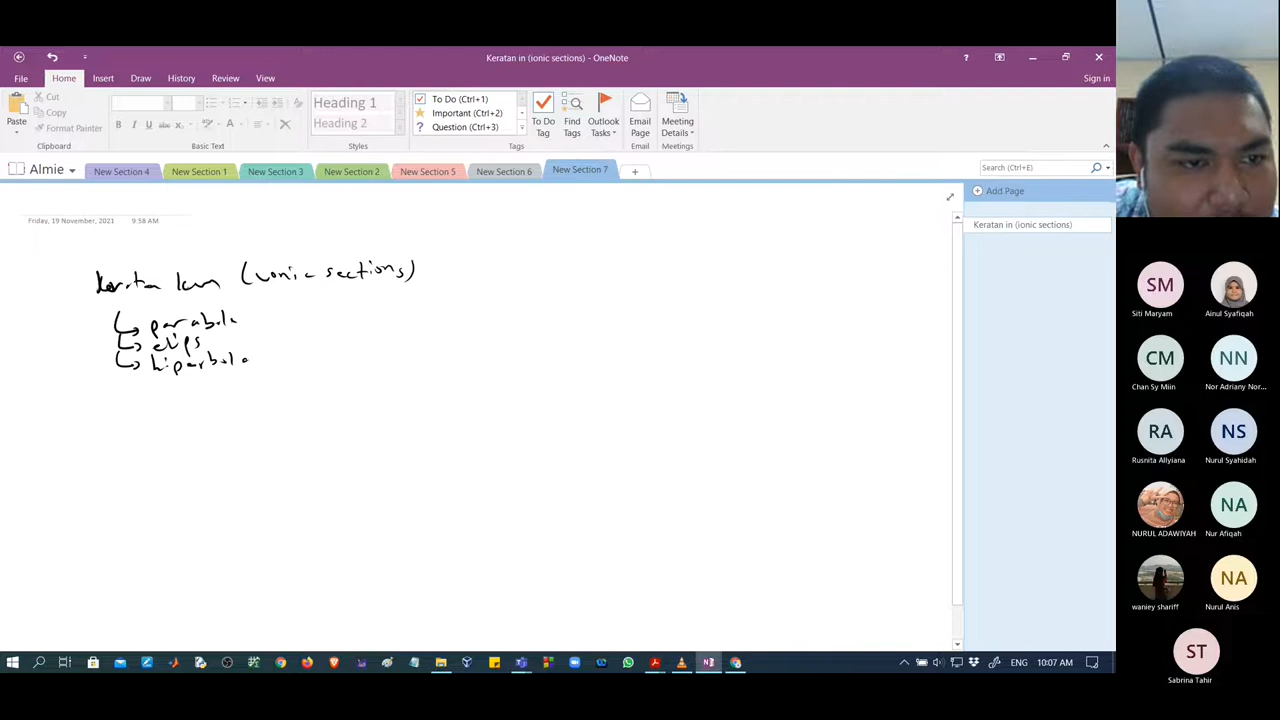 Keratan in (ionic sections) - OneNote
File Home Insert Draw History Review View
Sign in
Paste
Cut
Copy
Format Painter
Clipboard
B I U abc
Basic Text
Heading 1
Heading 2
Styles
To Do (Ctrl+1)
Important (Ctrl+2)
Question (Ctrl+3)
To Do Tag
Find Tags
Outlook Tasks
Tags
Email Page
Email
Meeting Details
Meetings
Almie
New Section 4 New Section 1 New Section 3 New Section 2 New Section 5 New Section 6 New Section 7
Search (Ctrl+E)
Add Page
Keratan in (ionic sections)
Friday, 19 November, 2021 9:58 AM
Keratan kon (conic sections)
parabola
elips
hiparbola
SM
Siti Maryam
Ainul Syafiqah
CM
Chan Sy Miin
NN
Nor Adriany Nor...
RA
Rusnita Allyiana
NS
Nurul Syahidah
NURUL ADAWIYAH
NA
Nur Afiqah
waniey shariff
NA
Nurul Anis
ST
Sabrina Tahir
ENG 10:07 AM